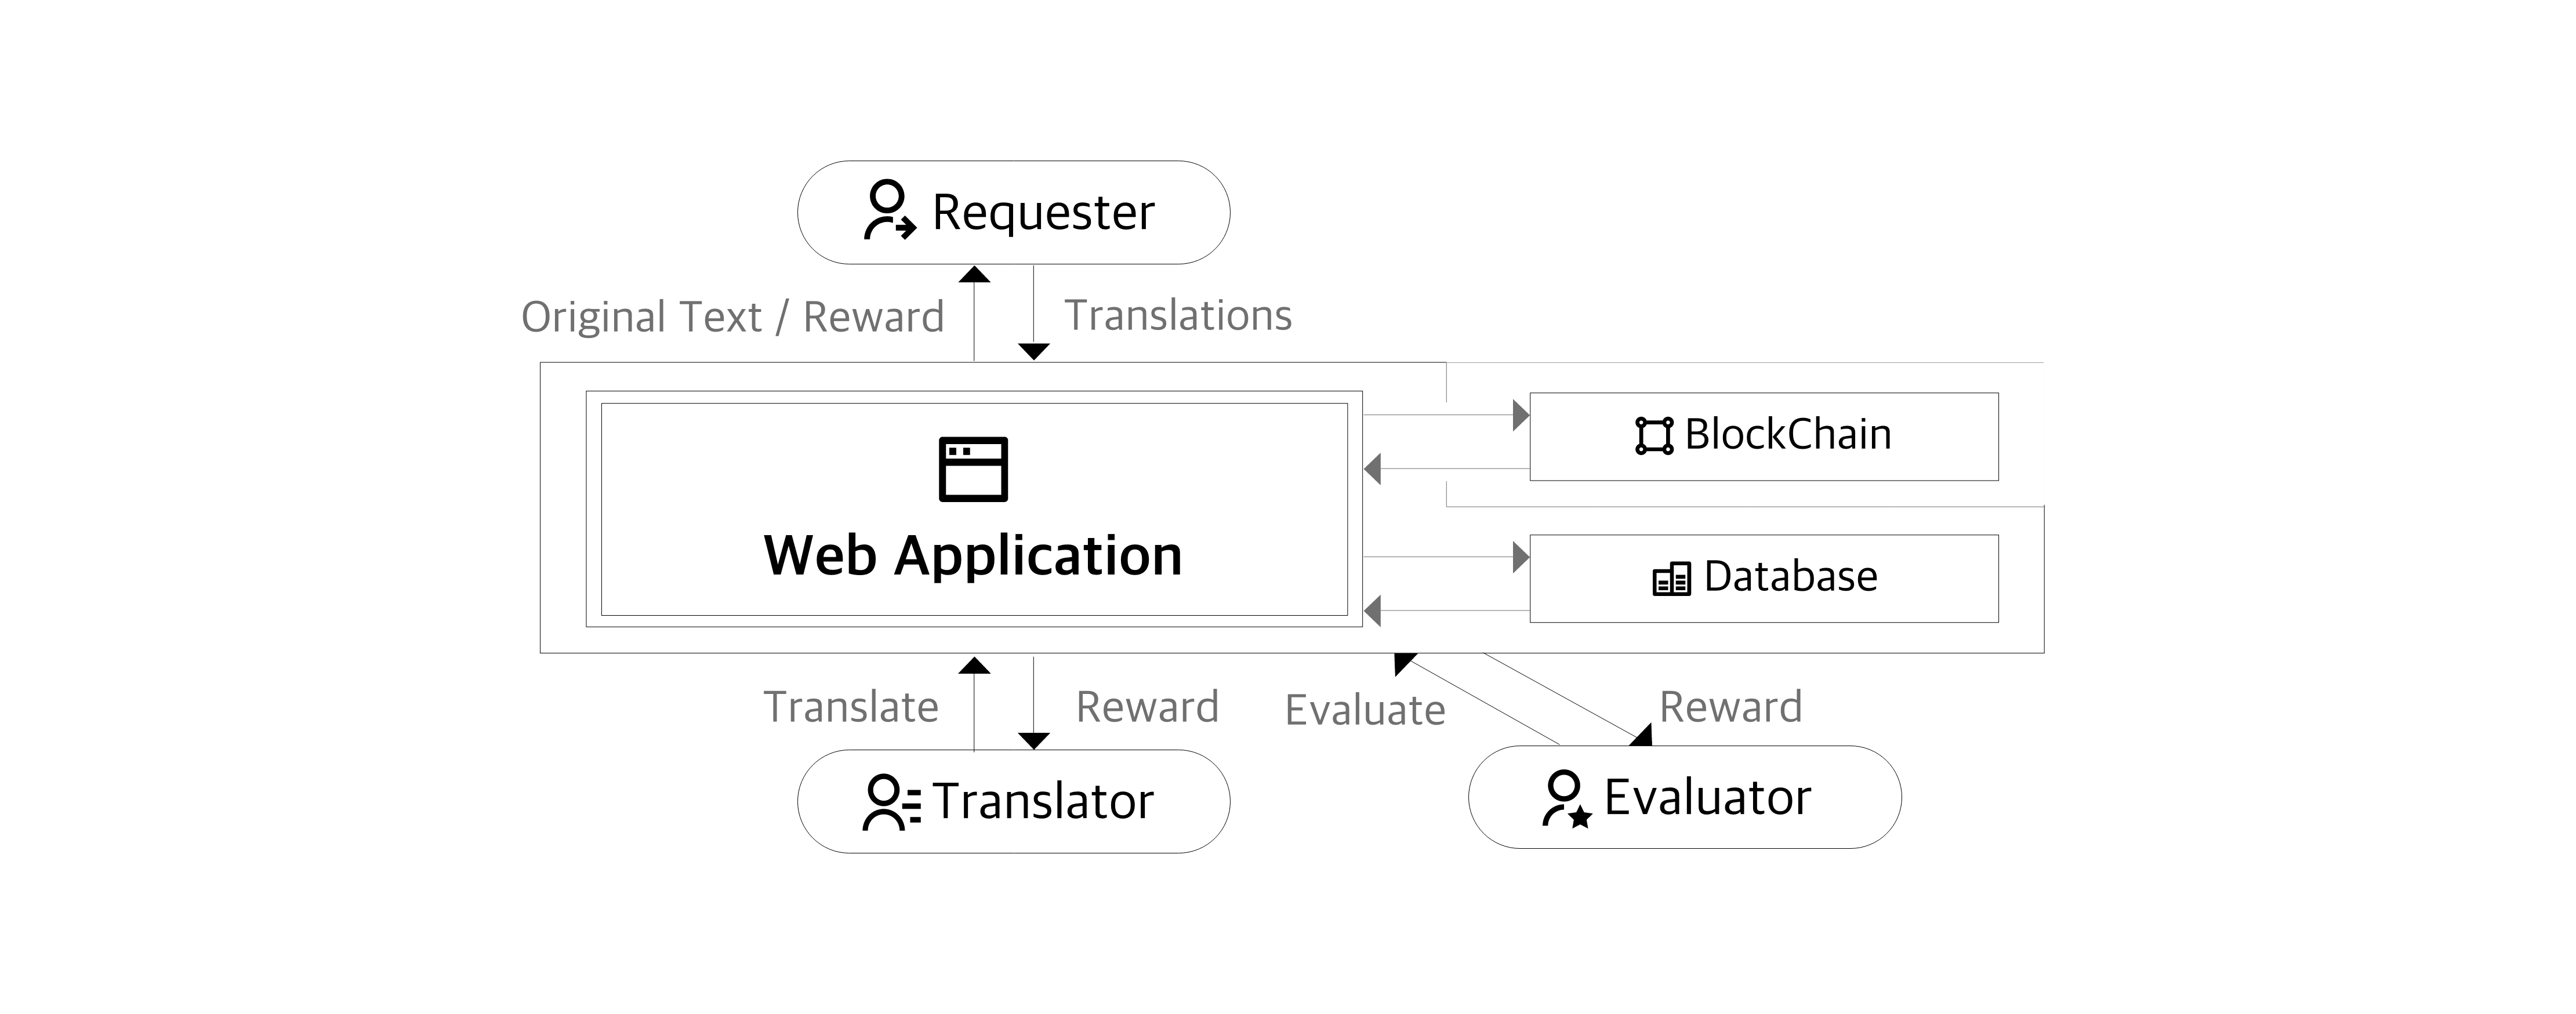 Requester
Original Text / Reward
Translations
BlockChain
Web Application
Database
Translate
Reward
Evaluate
Reward
Translator
Evaluator